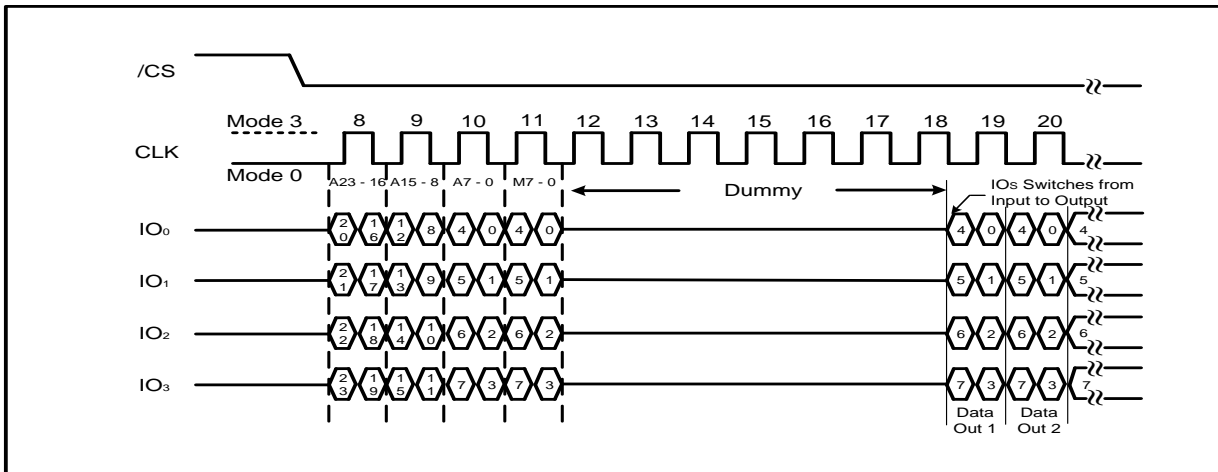 /CS
Mode 3 8 9 10 11 12 13 14 15 16 17 18 19 20
CLK
Mode 0
A23 - 16 A15 - 8 A7 - 0 M7 - 0 Dummy
IOs Switches from
Input to Output
IO0 20 16 12 8 4 0 4 0 4 0 4 0 4
IO1 21 17 13 9 5 1 5 1 5 1 5 1 5
IO2 22 18 14 10 6 2 6 2 6 2 6 2 6
IO3 23 19 15 11 7 3 7 3 7 3 7 3 7
Data Data
Out 1 Out 2